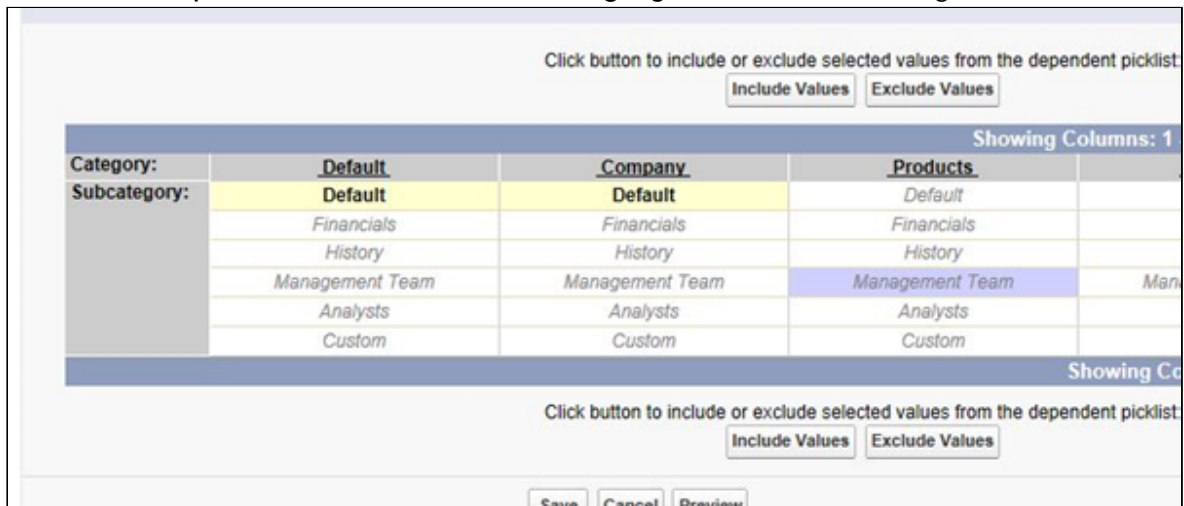 Click button to include or exclude selected values from the dependent picklist:
Include Values Exclude Values
Showing Columns: 1
Category: Default Company Products
Subcategory: Default Default Default
Financials Financials Financials
History History History
Management Team Management Team Management Team
Analysts Analysts Analysts
Custom Custom Custom
Showing
Click button to include or exclude selected values from the dependent picklist:
Include Values Exclude Values
Save Cancel Preview